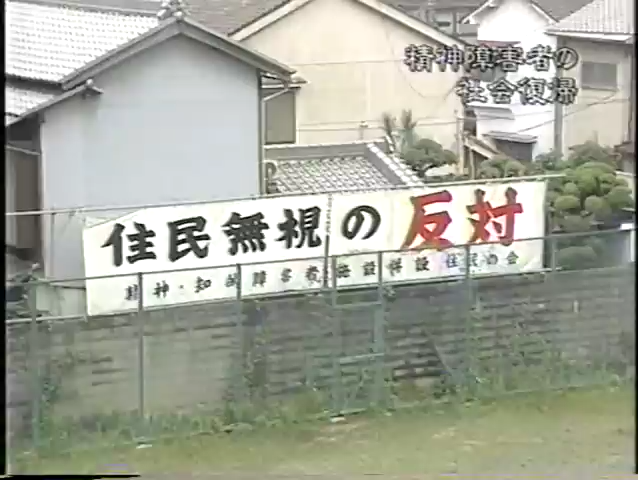 精神障害者の
社会復帰
住民無視の反対
精神・知的障害者施設併設 住民の会